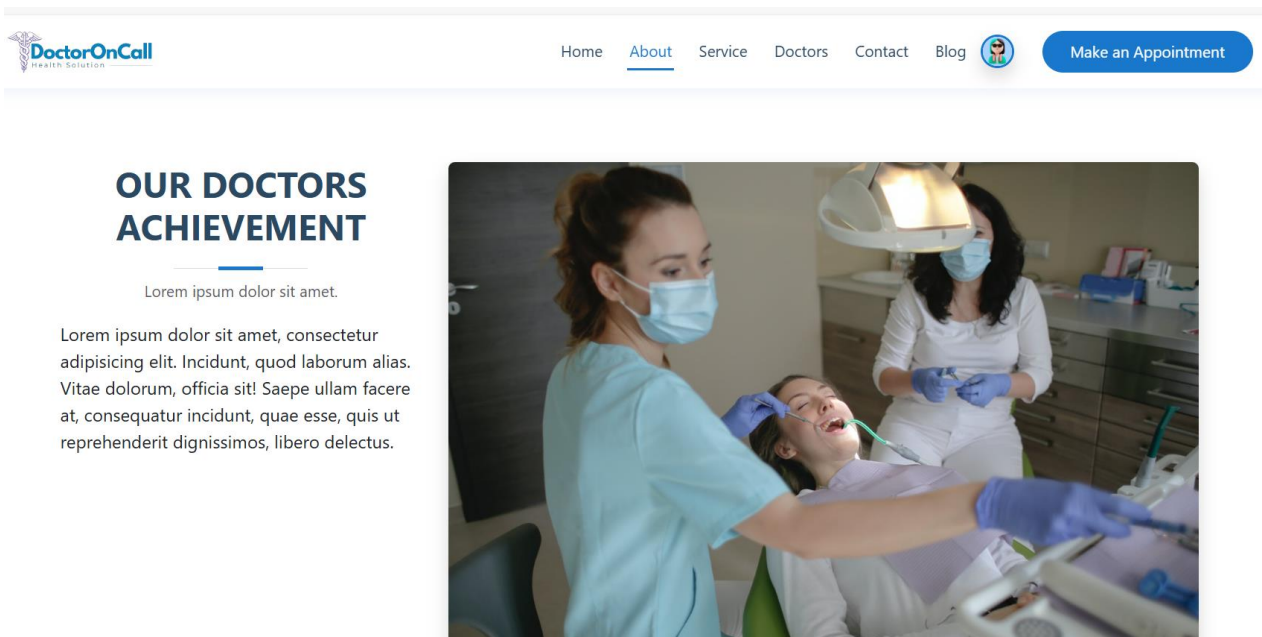 DoctorOnCall
Health Solution
Home About Service Doctors Contact Blog Make an Appointment
OUR DOCTORS
ACHIEVEMENT
Lorem ipsum dolor sit amet.
Lorem ipsum dolor sit amet, consectetur
adipisicing elit. Incidunt, quod laborum alias.
Vitae dolorum, officia sit! Saepe ullam facere
at, consequatur incidunt, quae esse, quis ut
reprehenderit dignissimos, libero delectus.